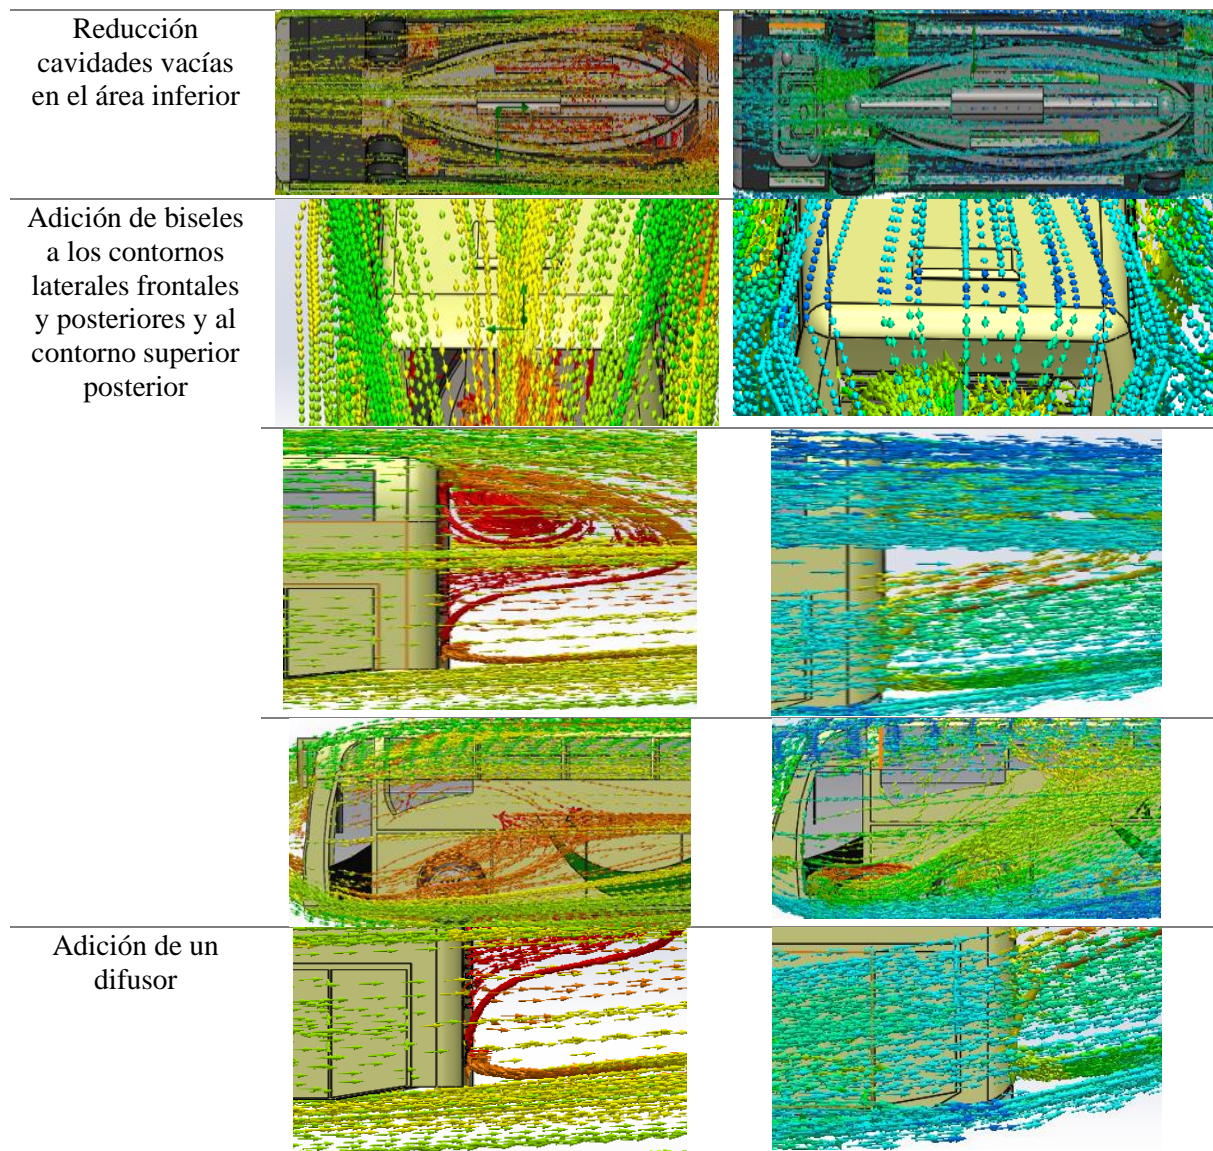 Reducción
cavidades vacías
en el área inferior
Adición de biseles
a los contornos
laterales frontales
y posteriores y al
contorno superior
posterior
Adición de un
difusor